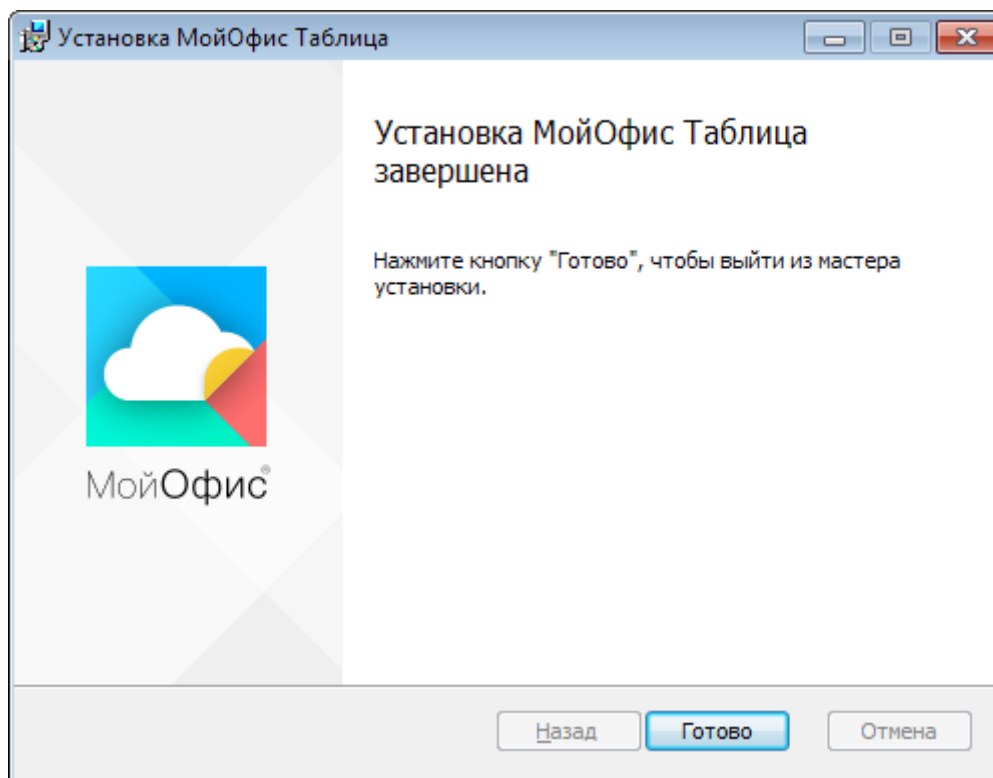 Установка МойОфис Таблица
Установка МойОфис Таблица
завершена
Нажмите кнопку "Готово", чтобы выйти из мастера
установки.
МойОфис®
Назад
Готово
Отмена